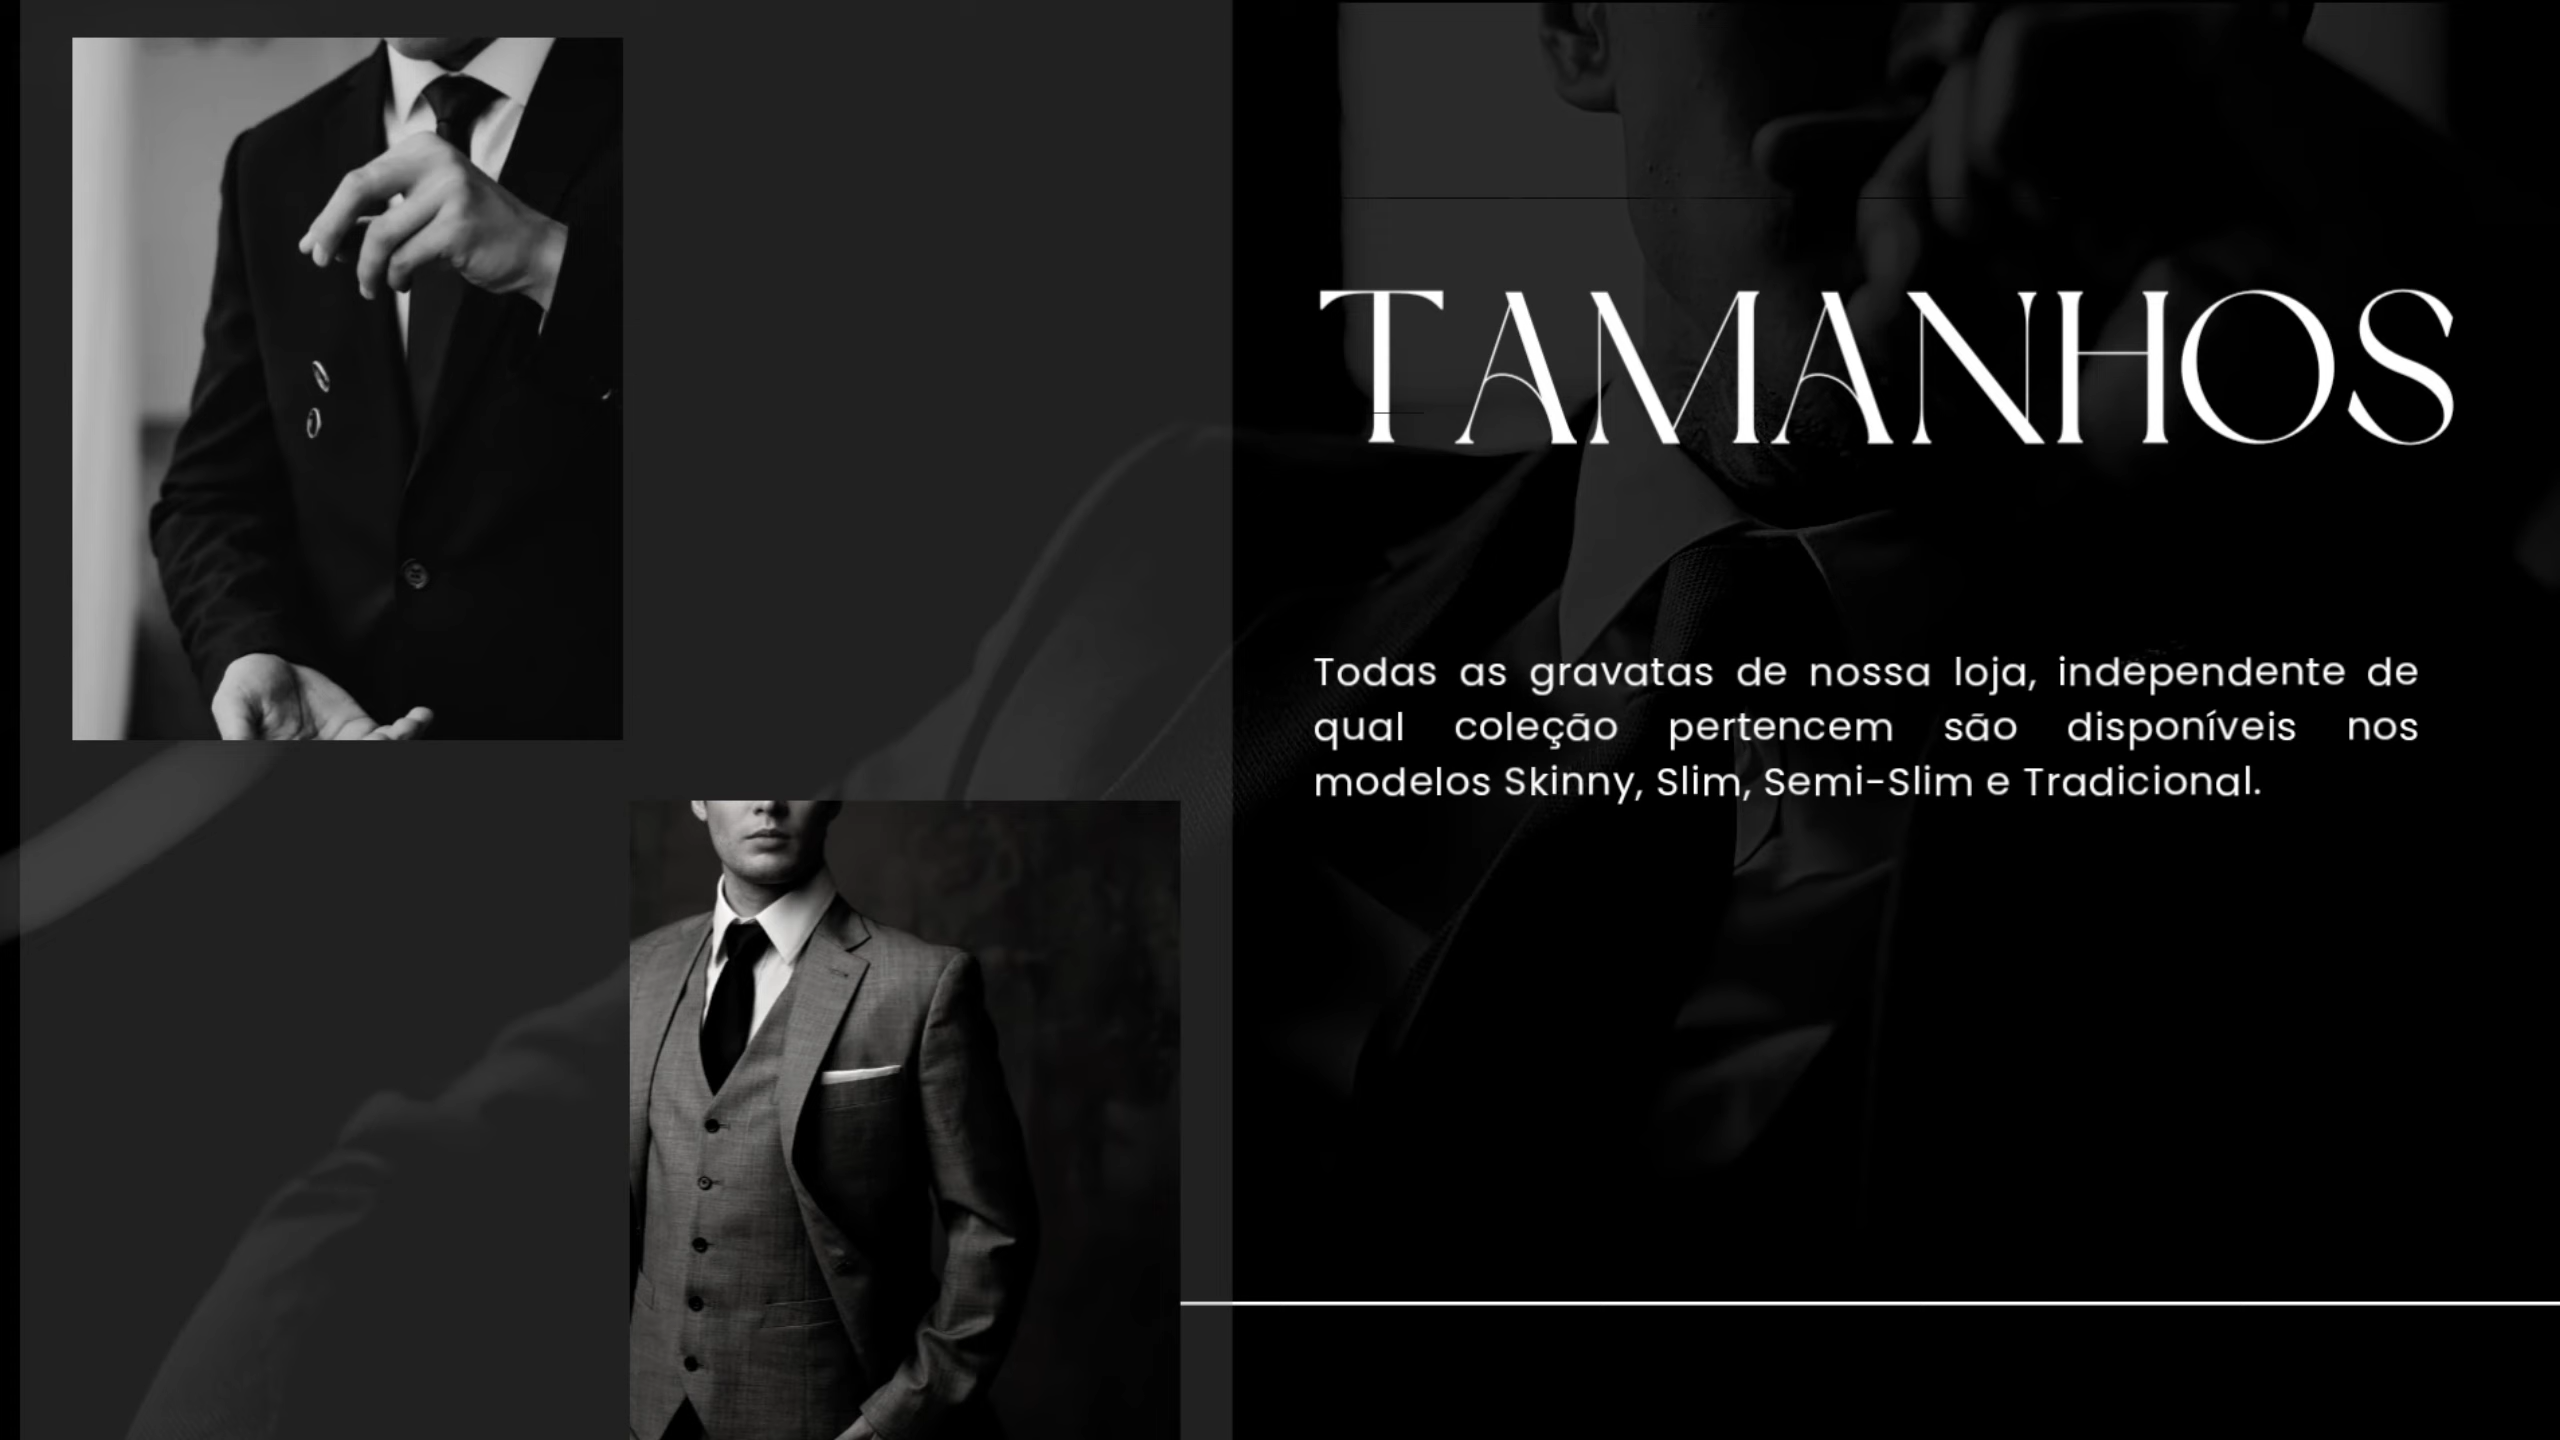 TAMANHOS
Todas as gravatas de nossa loja, independente de
qual coleção pertencem são disponíveis nos
modelos Skinny, Slim, Semi-Slim e Tradicional.